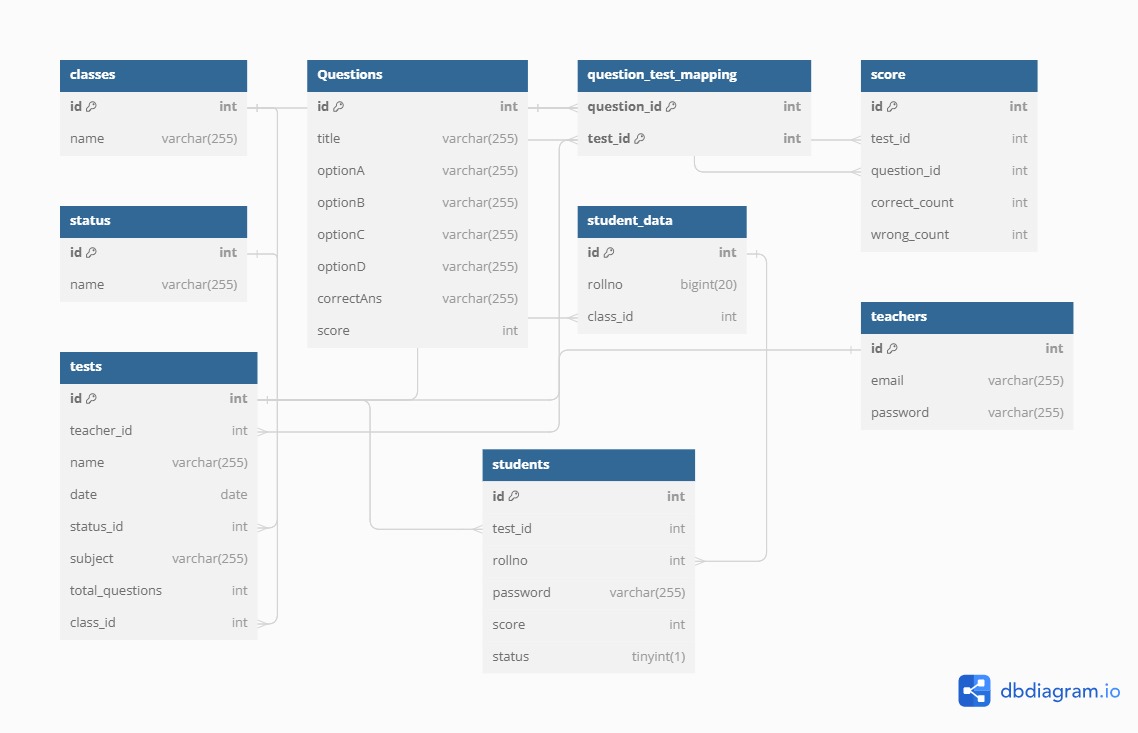 classes
id int
name varchar(255)
status
id int
name varchar(255)
tests
id int
teacher_id int
name varchar(255)
date date
status_id int
subject varchar(255)
total_questions int
class_id int
Questions
id int
title varchar(255)
optionA varchar(255)
optionB varchar(255)
optionC varchar(255)
optionD varchar(255)
correctAns varchar(255)
score int
question_test_mapping
question_id int
test_id int
student_data
id int
rollno bigint(20)
class_id int
students
id int
test_id int
rollno int
password varchar(255)
score int
status tinyint(1)
score
id int
test_id int
question_id int
correct_count int
wrong_count int
teachers
id int
email varchar(255)
password varchar(255)
dbdiagram.io